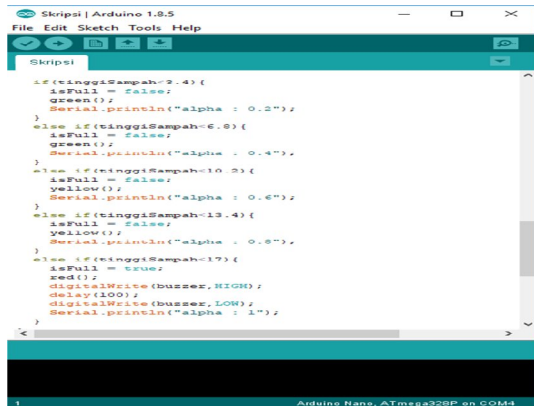 Skripsi | Arduino 1.8.5
File Edit Sketch Tools Help
Skripsi
if(tinggiSampah<3.4){
isFull = false;
green();
Serial.println("alpha : 0.2");
}
else if(tinggiSampah<6.8){
isFull = false;
green();
Serial.println("alpha : 0.4");
}
else if(tinggiSampah<10.2){
isFull = false;
yellow();
Serial.println("alpha : 0.6");
}
else if(tinggiSampah<13.4){
isFull = false;
yellow();
Serial.println("alpha : 0.8");
}
else if(tinggiSampah<17){
isFull = true;
red();
digitalWrite(buzzer,HIGH);
delay(100);
digitalWrite(buzzer,LOW);
Serial.println("alpha : 1");
}
1 Arduino Nano, ATmega328P on COM4